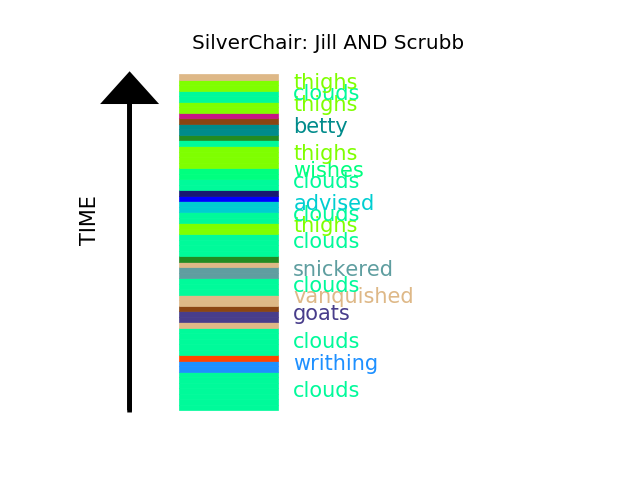 SilverChair: Jill AND Scrubb
thighs
clouds
thighs
betty
thighs
wishes
clouds
advised
clouds
thighs
clouds
snickered
clouds
vanquished
goats
clouds
writhing
clouds
TIME